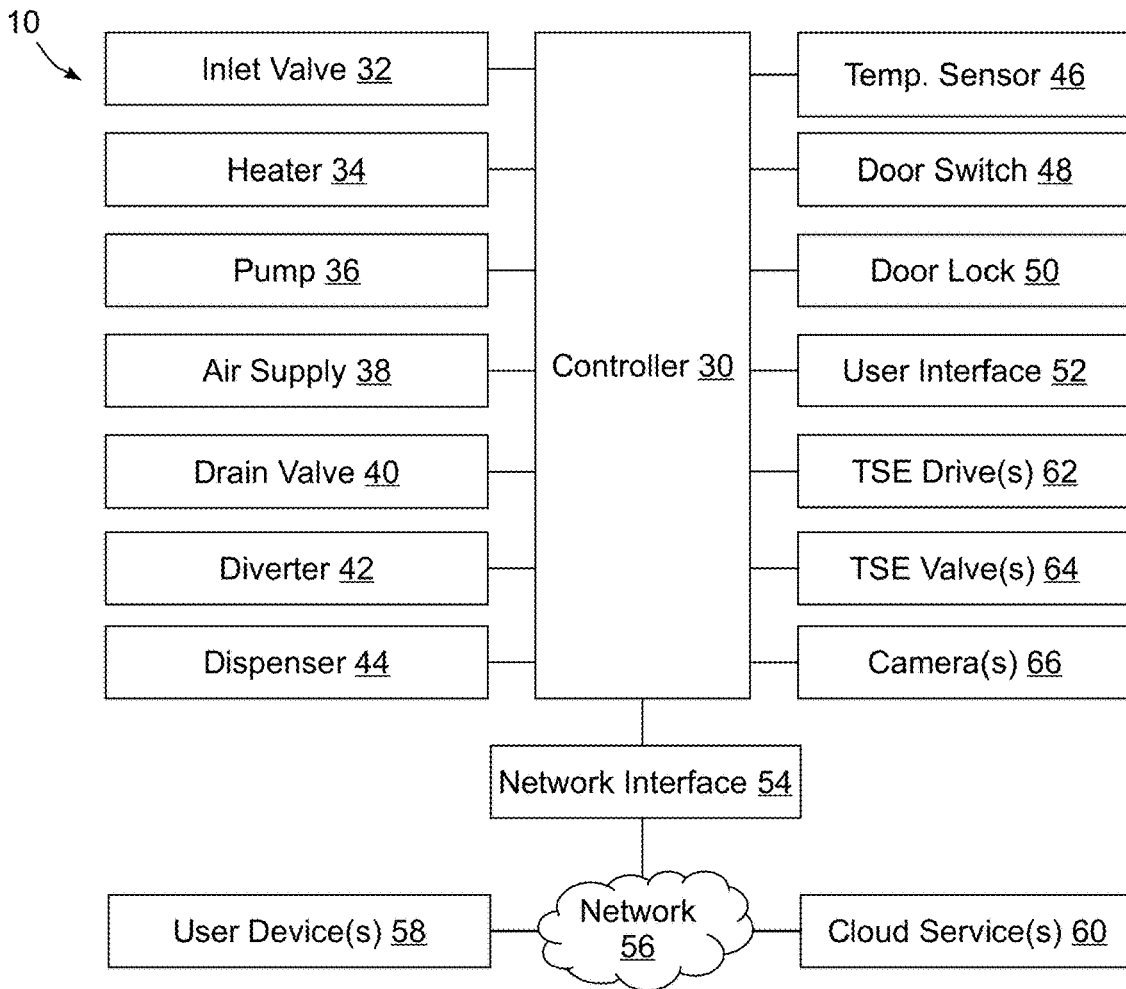 10
Inlet Valve 32
Heater 34
Pump 36
Air Supply 38
Drain Valve 40
Diverter 42
Dispenser 44
Controller 30
Temp. Sensor 46
Door Switch 48
Door Lock 50
User Interface 52
TSE Drive(s) 62
TSE Valve(s) 64
Camera(s) 66
Network Interface 54
User Device(s) 58
Network
56
Cloud Service(s) 60